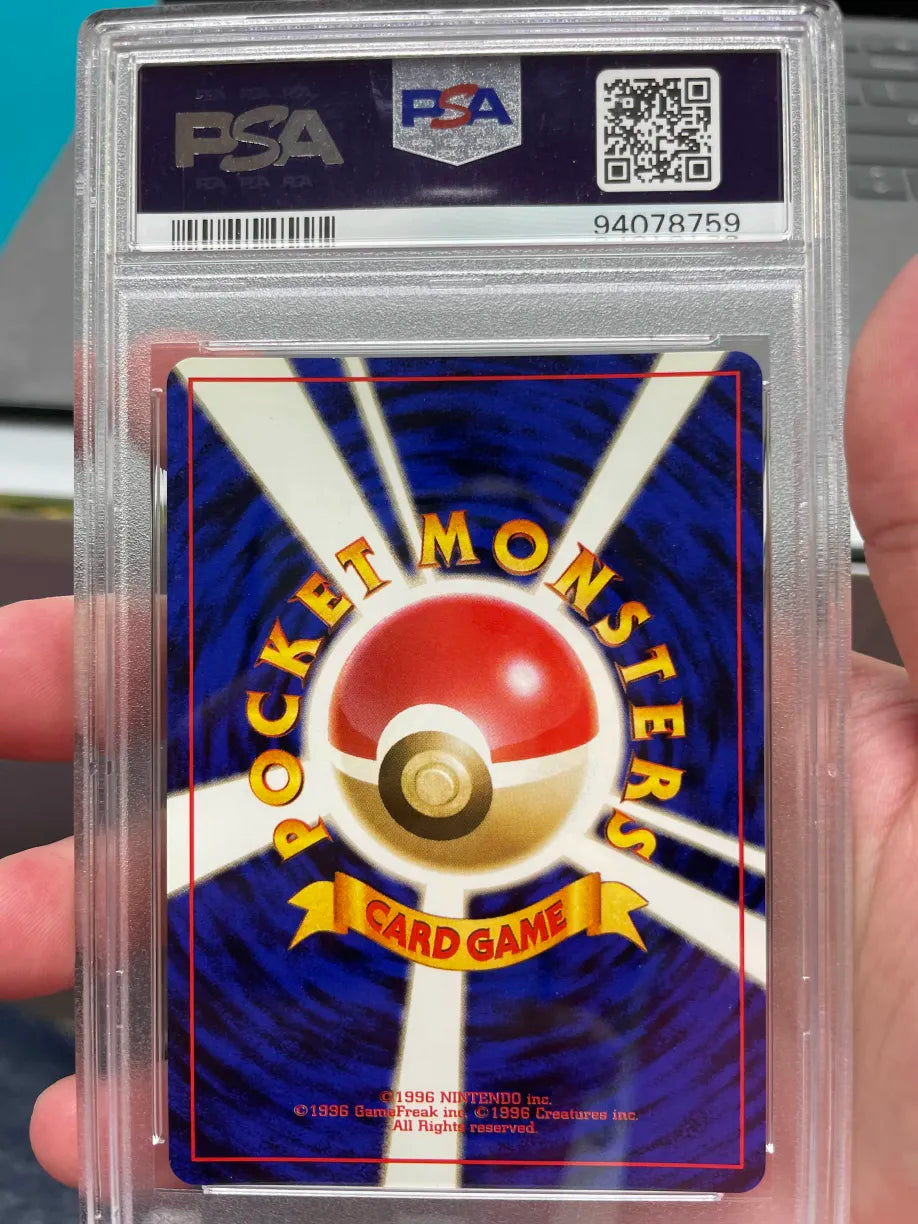 PSA
PSA
94078759
POCKET MONSTERS
CARD GAME
©1996 NINTENDO inc.
©1996 GameFreak inc. ©1996 Creatures inc.
All Rights reserved.